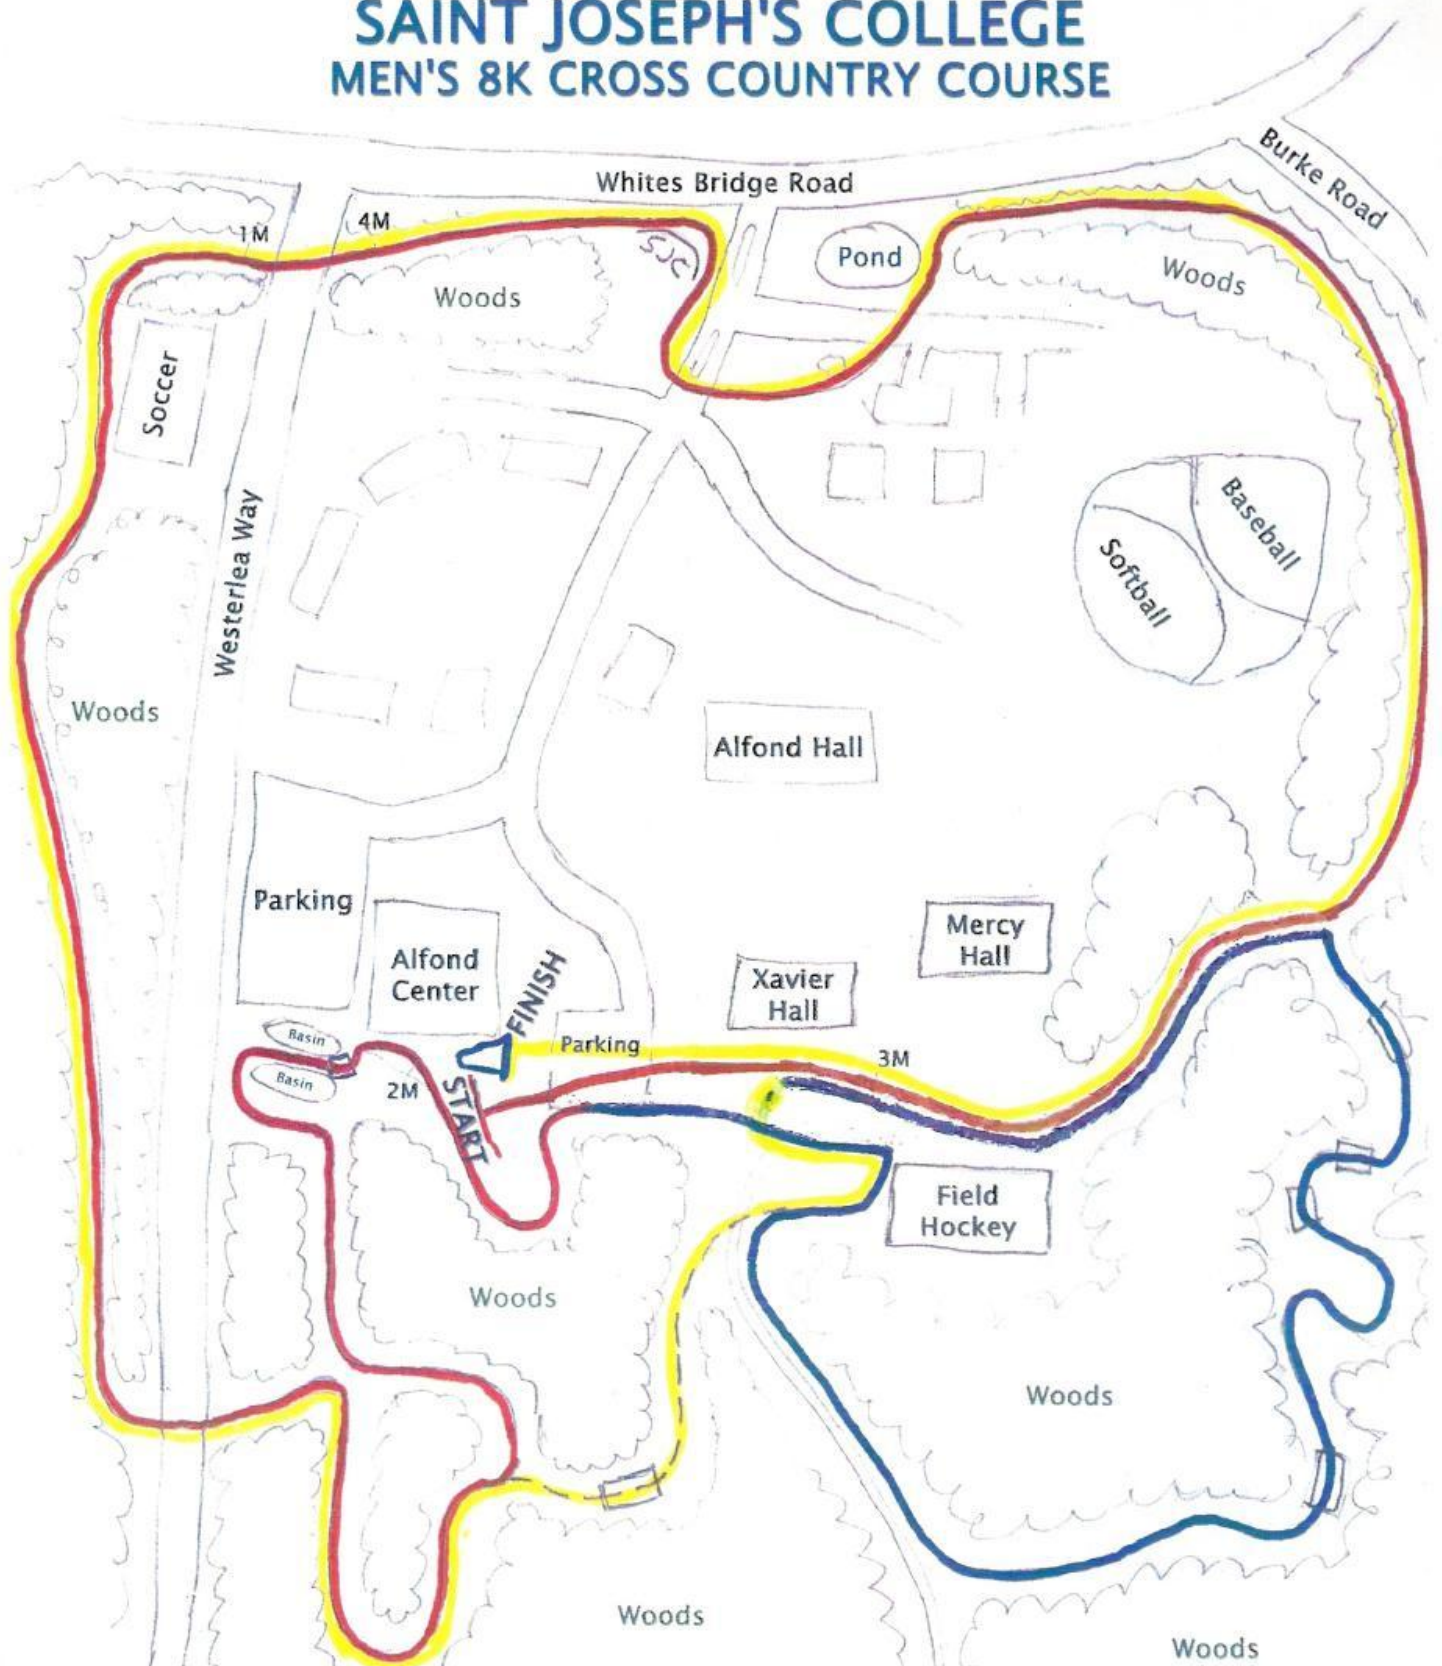 SAINT JOSEPH'S COLLEGE
MEN'S 8K CROSS COUNTRY COURSE
Burke Road
Whites Bridge Road
4M
1M
SJC
Pond
Woods
Woods
Soccer
Baseball
Softball
Westerlea Way
Woods
Alfond Hall
Parking
Mercy
Hall
Alfond
Center
FINISH
Xavier
Hall
Basin
Parking
3M
Basin
2M
START
Field
Hockey
Woods
Woods
Woods
Woods